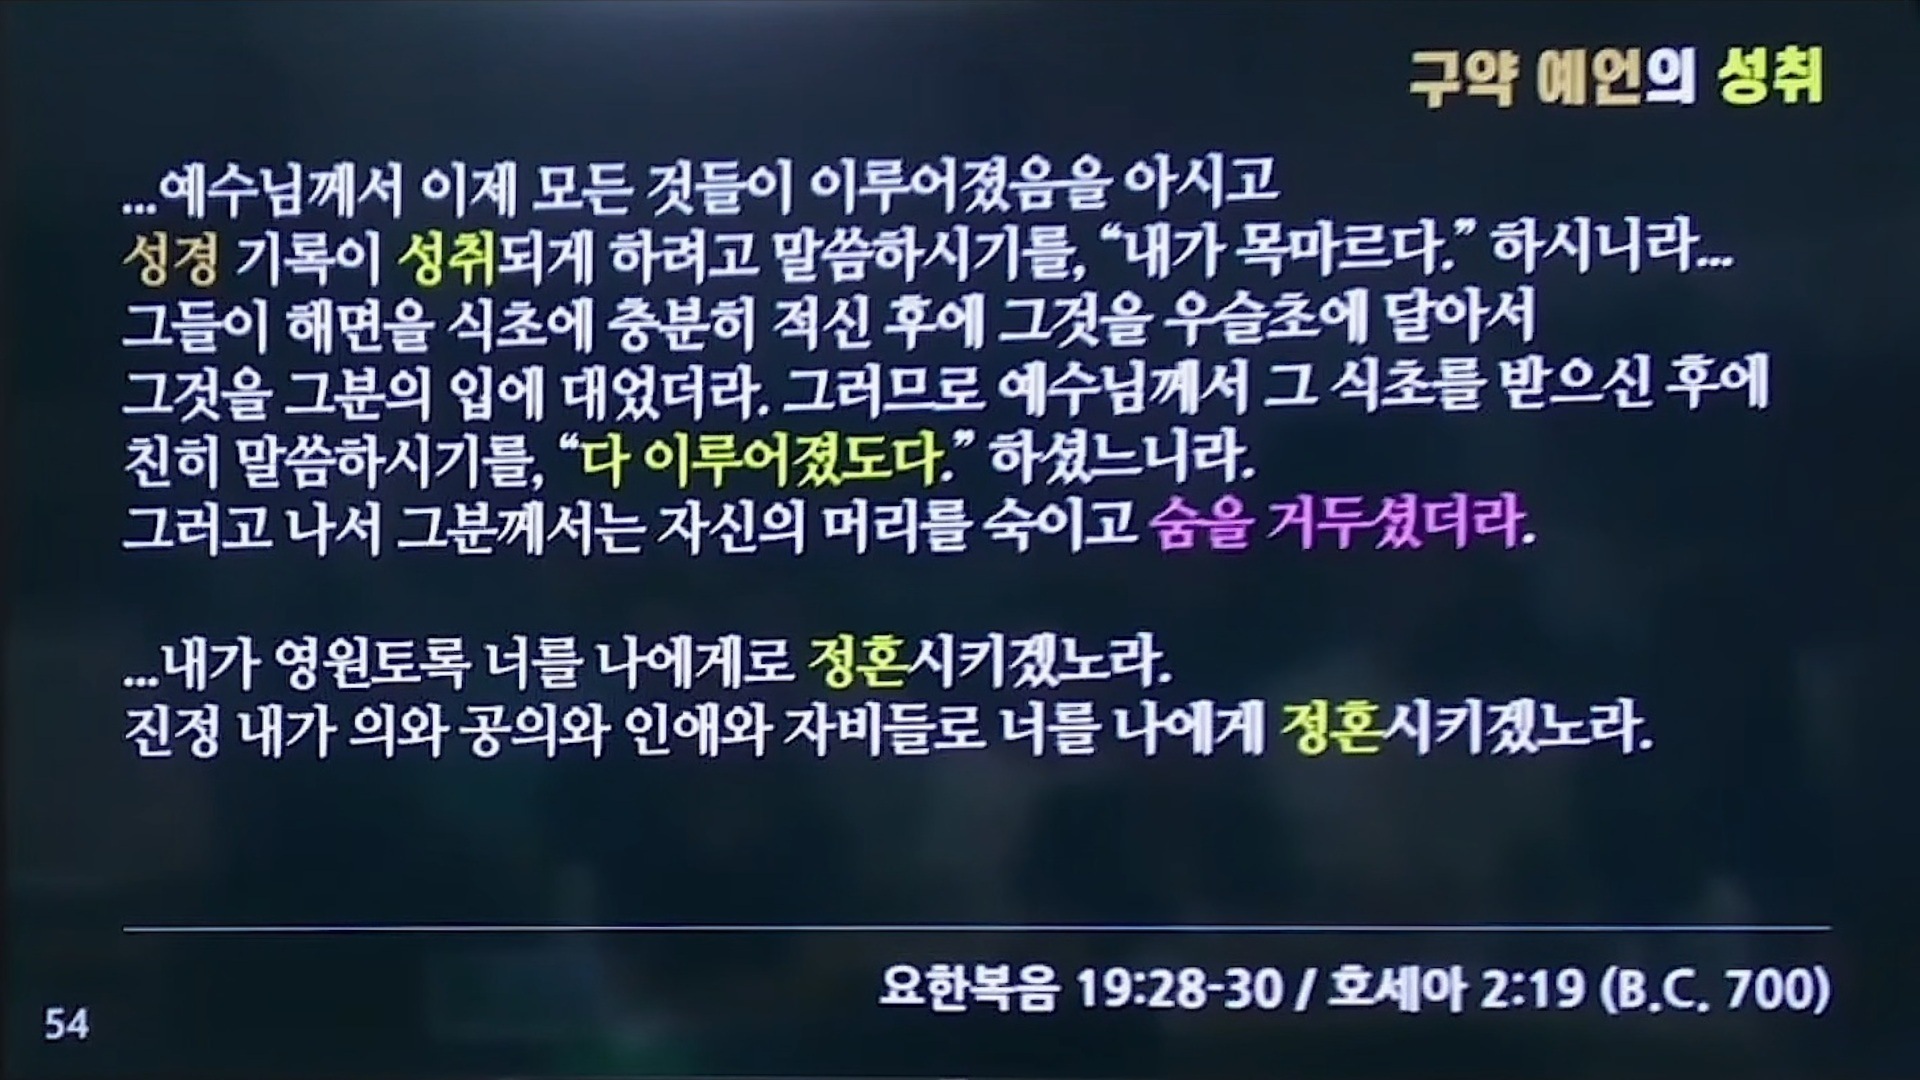 구약 예언의 성취
...예수님께서 이제 모든 것들이 이루어졌음을 아시고
성경 기록이 성취되게 하려고 말씀하시기를, “내가 목마르다.” 하시니라...
그들이 해면을 식초에 충분히 적신 후에 그것을 우슬초에 달아서
그것을 그분의 입에 대었더라. 그러므로 예수님께서 그 식초를 받으신 후에
친히 말씀하시기를, “다 이루어졌도다.” 하셨느니라.
그러고 나서 그분께서는 자신의 머리를 숙이고 숨을 거두셨더라.
...내가 영원토록 너를 나에게로 정혼시키겠노라.
진정 내가 의와 공의와 인애와 자비들로 너를 나에게 정혼시키겠노라.
요한복음 19:28-30 / 호세아 2:19 (B.C. 700)
54